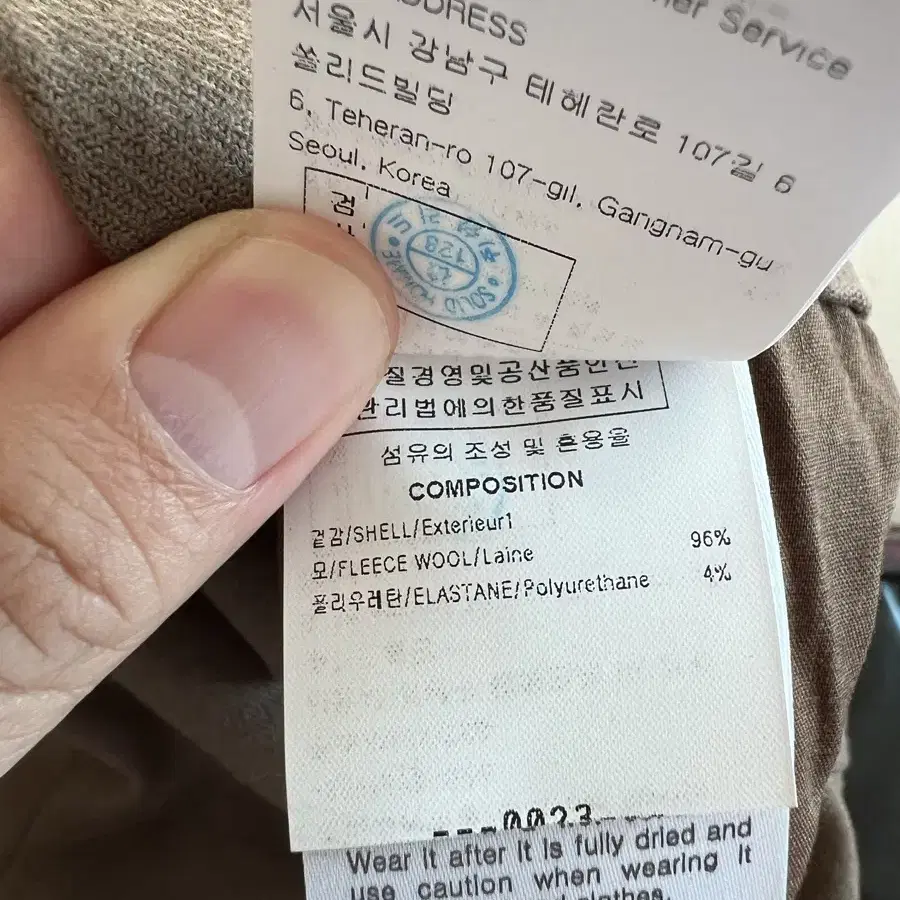 Service
서울시 강남구 테헤란로 107길 6
쏠리드빌딩
6, Teheran-ro 107-gil, Gangnam-gu
Seoul, Korea
검
128
SOLID HOMME
질경영및공산품안전
관리법에의한품질표시
섬유의 조성 및 혼용율
COMPOSITION
겉감/SHELL/Exterieur1
모/FLEECE WOOL/Laine 96%
폴리우레탄/ELASTANE/Polyurethane 4%
---0023---
Wear it after it is fully dried and
use caution when wearing it